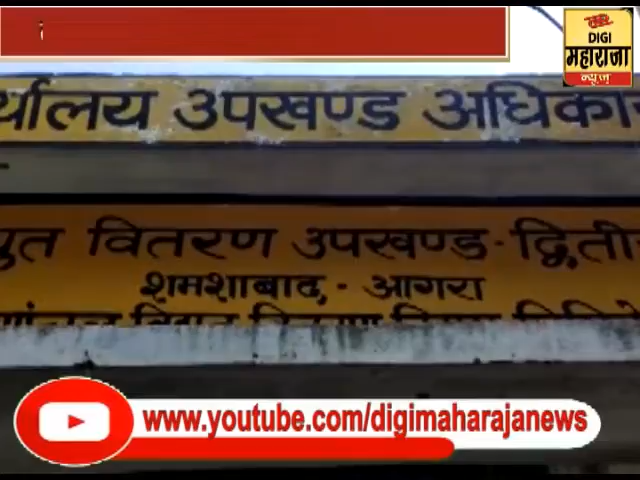 DIGI
महाराजा
न्यूज़
र्यालय उपखण्ड अधिका
युत वितरण उपखण्ड-द्विती
शमशाबाद,- आगरा
www.youtube.com/digimaharajanews